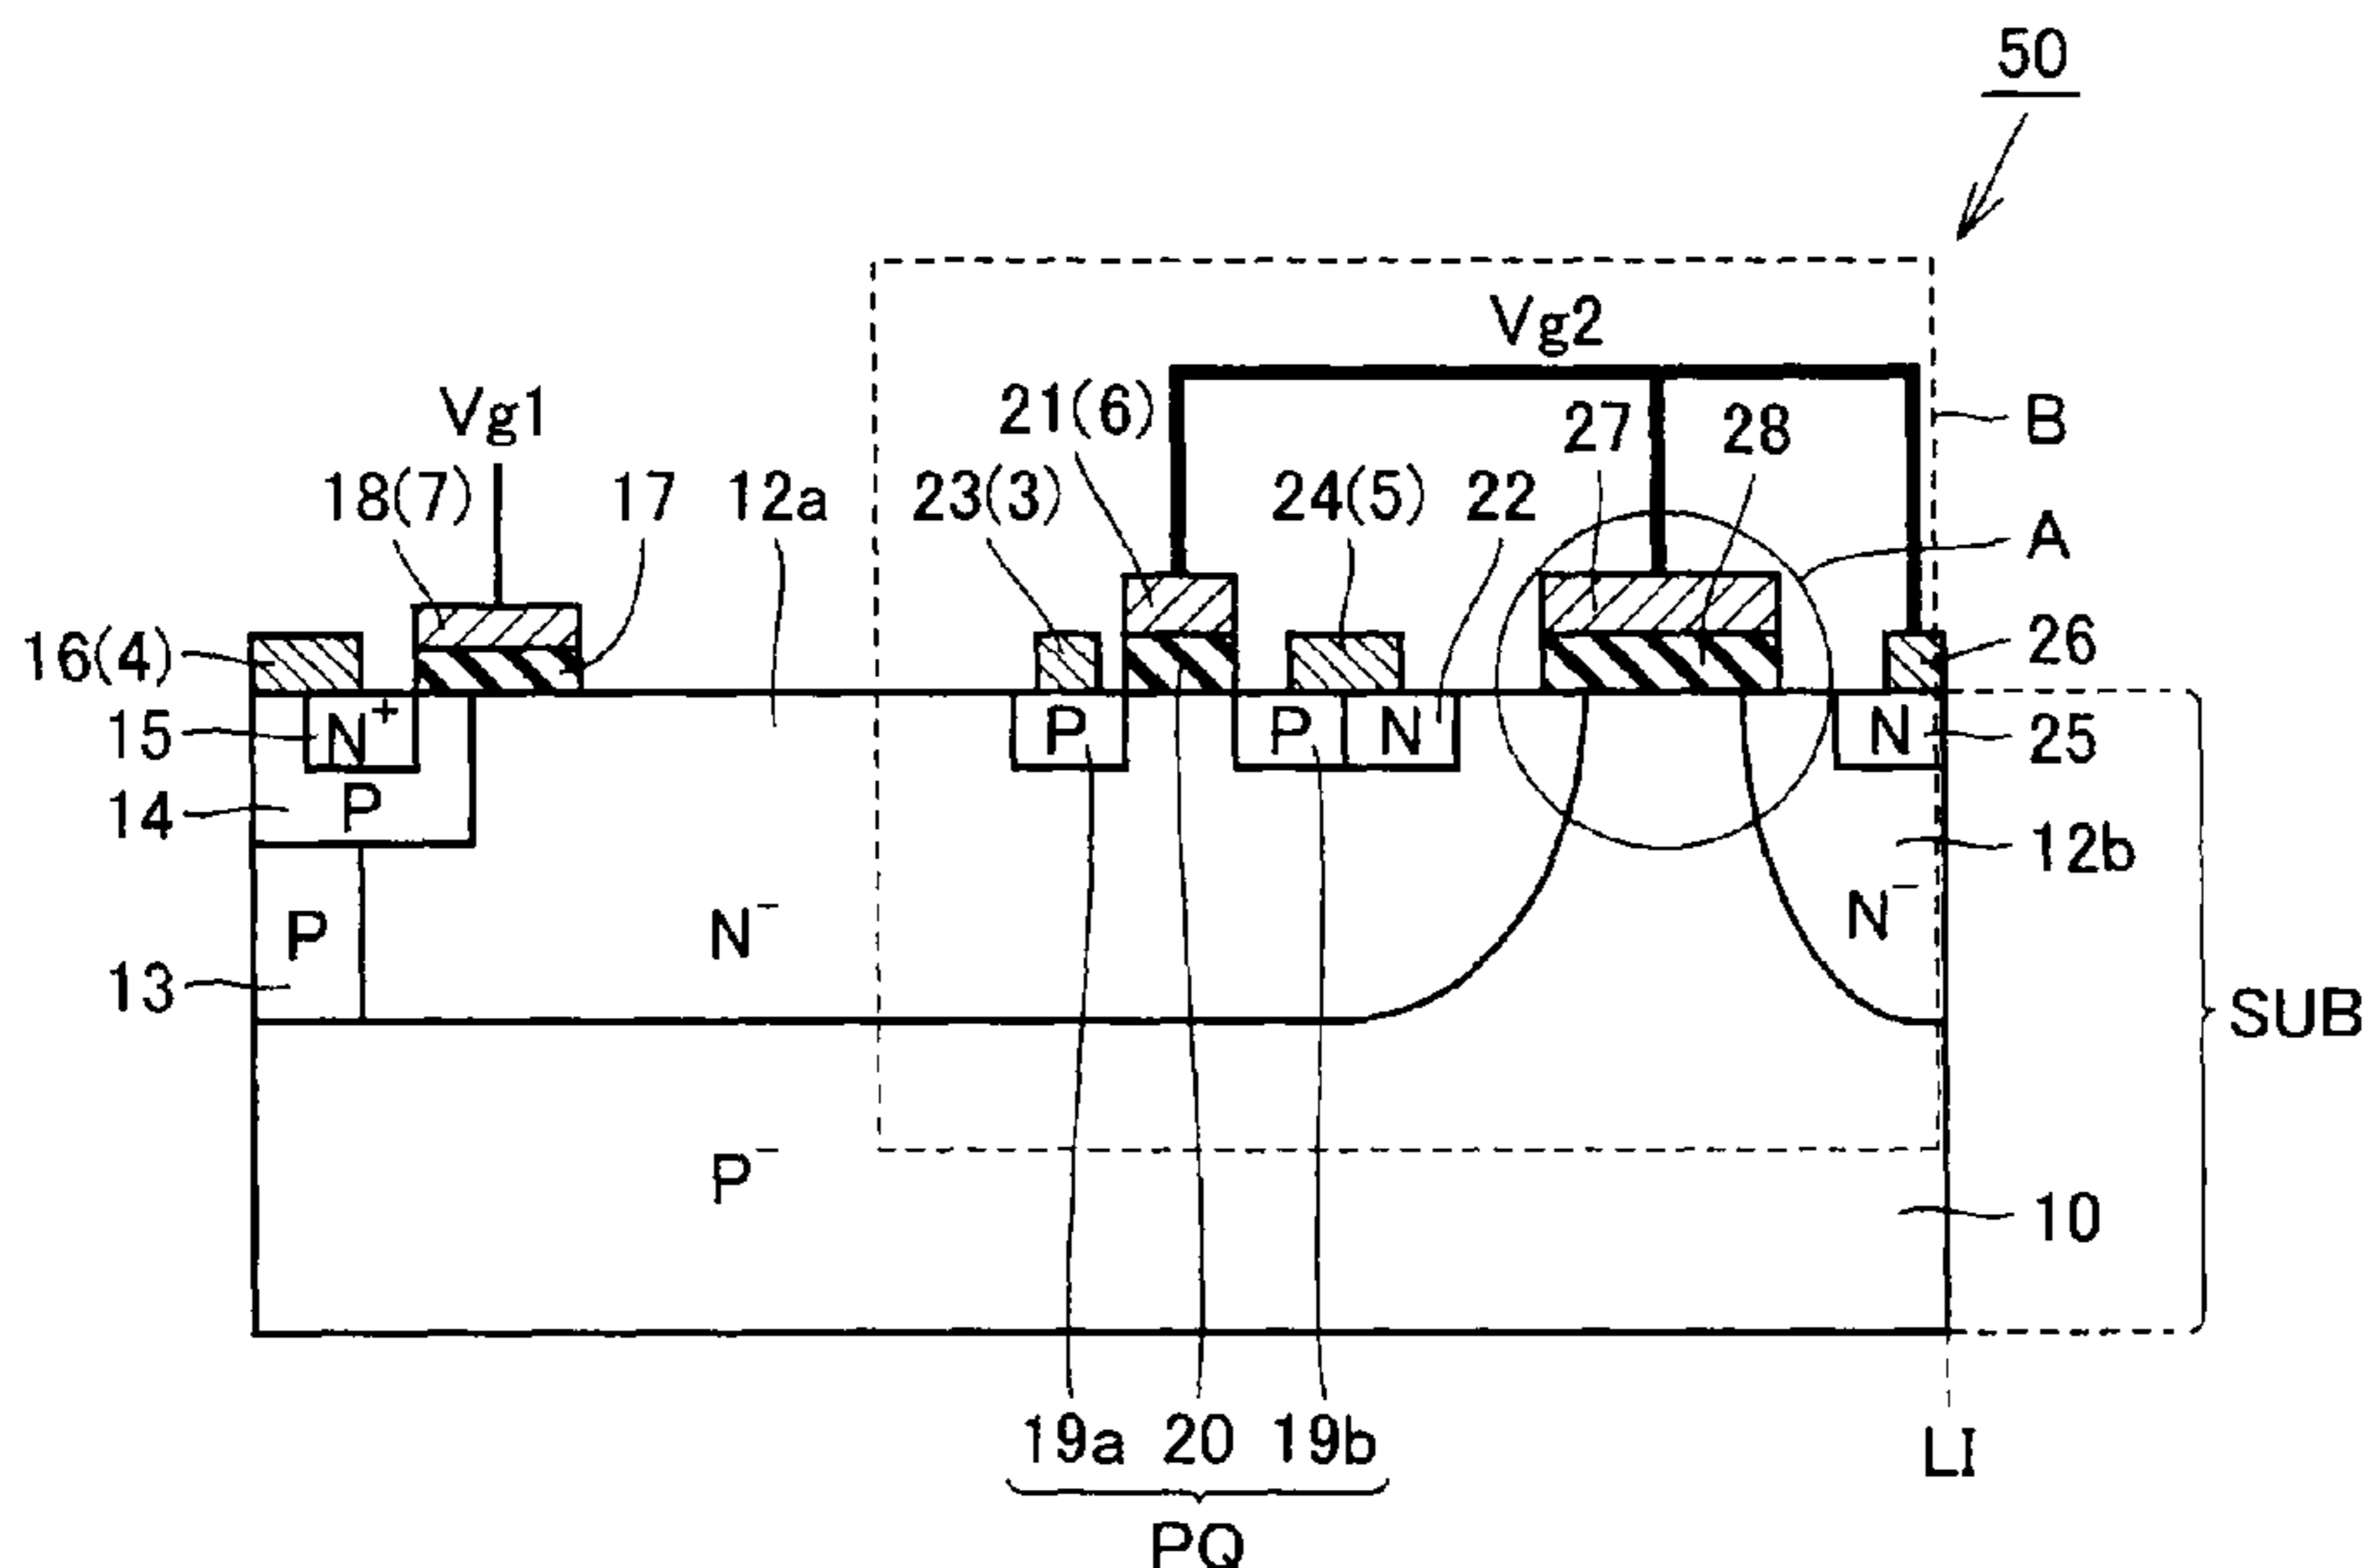 50
Vg2
Vg1
21(6)
27
28
B
18(7)
17
12a
23(3)
24(5)
22
A
16(4)
26
15
N+
P
P
N
N
25
14
P
12b
P
N−
N−
13
SUB
P−
10
19a
20
19b
LI
PQ